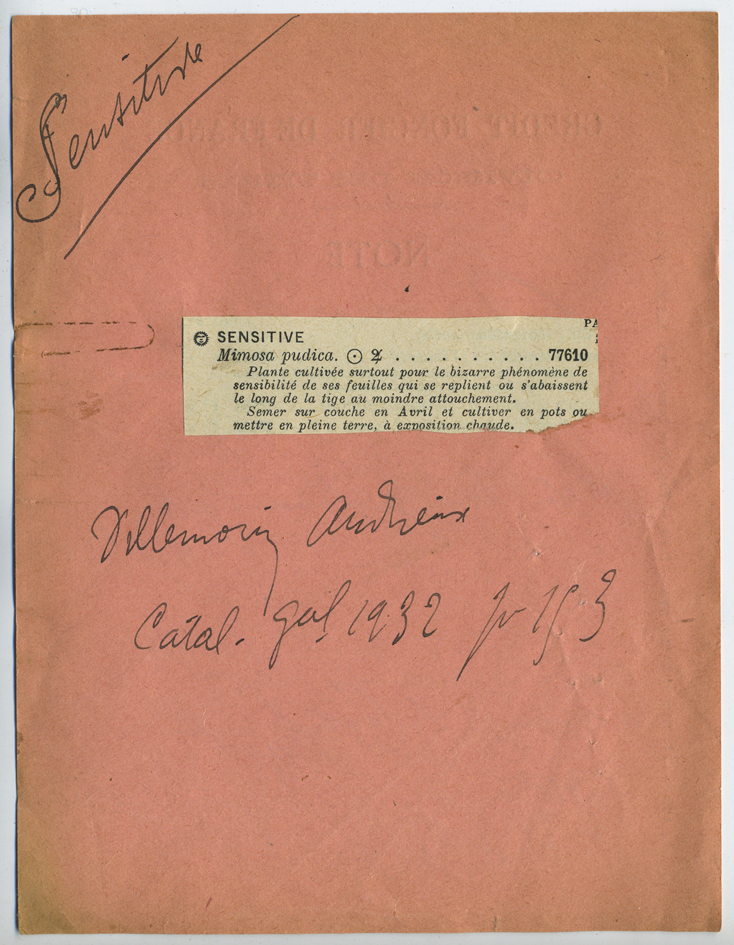 Sensitive
PA
SENSITIVE
Mimosa pudica. ☉ ♃ . . . . . . . . . . 77610
Plante cultivée surtout pour le bizarre phénomène de
sensibilité de ses feuilles qui se replient ou s'abaissent
le long de la tige au moindre attouchement.
Semer sur couche en Avril et cultiver en pots ou
mettre en pleine terre, à exposition chaude.
Villemorin Andrieux
Catal. gal 1932 p 153